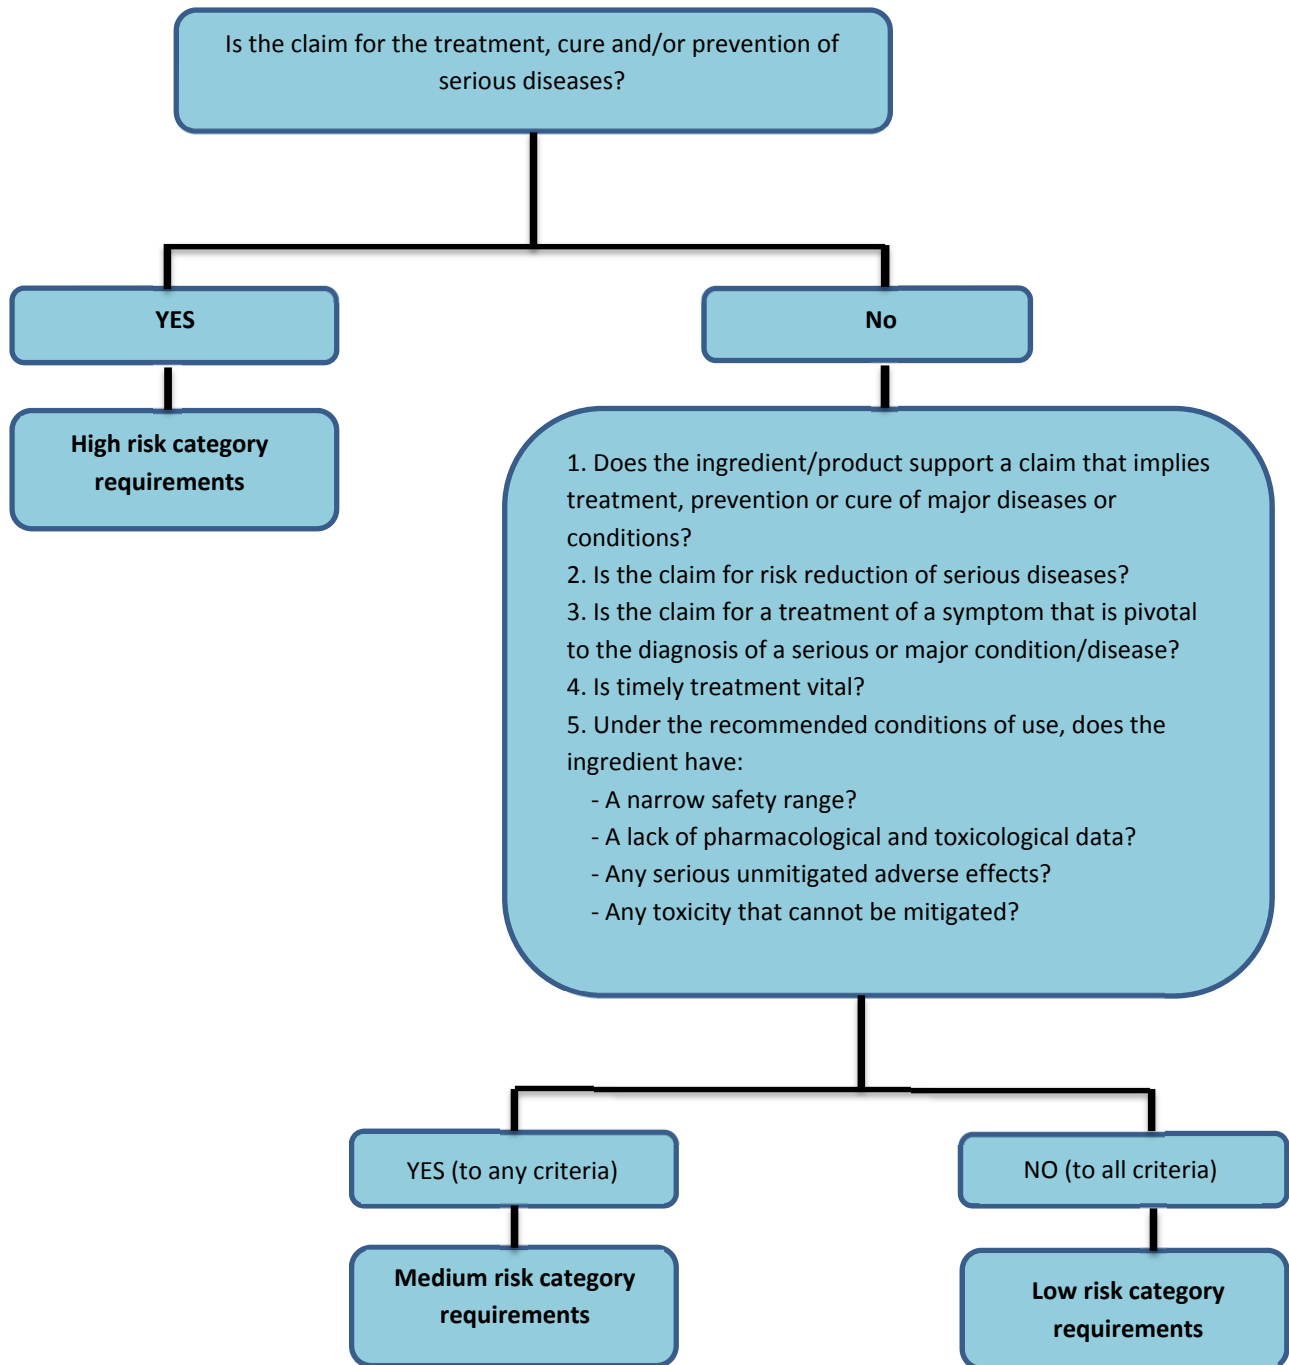 Is the claim for the treatment, cure and/or prevention of
serious diseases?
YES
No
High risk category
requirements
1. Does the ingredient/product support a claim that implies
treatment, prevention or cure of major diseases or
conditions?
2. Is the claim for risk reduction of serious diseases?
3. Is the claim for a treatment of a symptom that is pivotal
to the diagnosis of a serious or major condition/disease?
4. Is timely treatment vital?
5. Under the recommended conditions of use, does the
ingredient have:
- A narrow safety range?
- A lack of pharmacological and toxicological data?
- Any serious unmitigated adverse effects?
- Any toxicity that cannot be mitigated?
YES (to any criteria)
NO (to all criteria)
Medium risk category
requirements
Low risk category
requirements